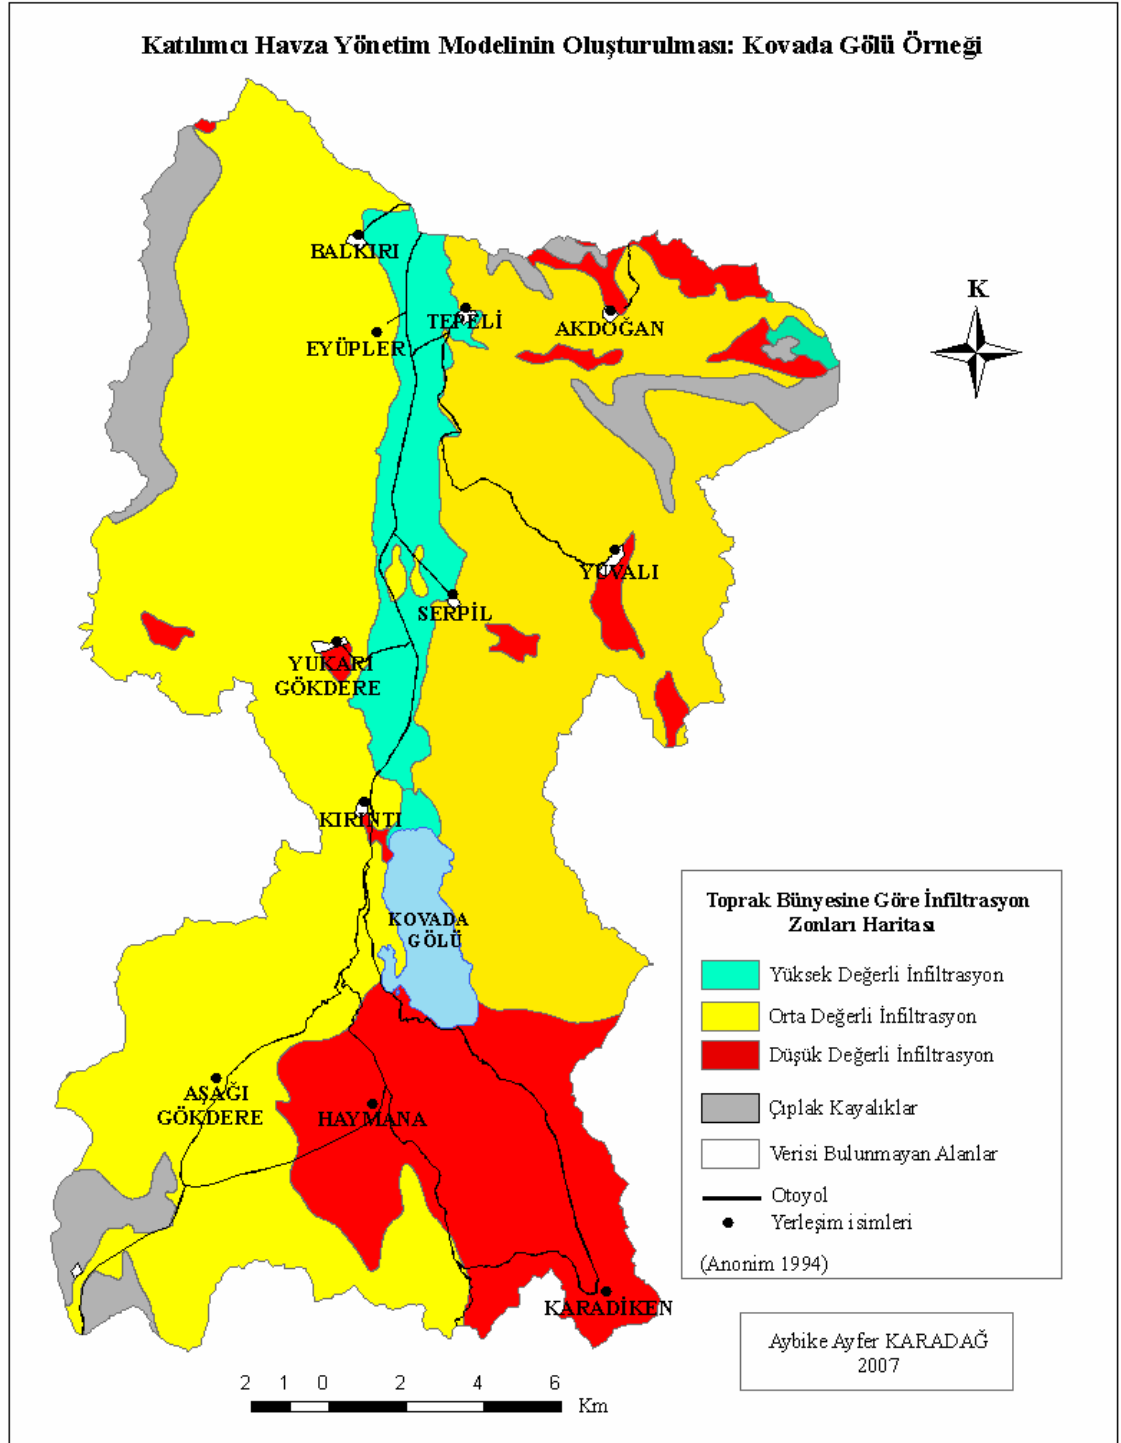 Katılımcı Havza Yönetim Modelinin Oluşturulması: Kovada Gölü Örneği
BALKIRI
TEPELİ
AKDOĞAN
EYÜPLER
K
YUVALI
SERPİL
YUKARI
GÖKDERE
KIRINTI
KOVADA
GÖLÜ
AŞAĞI
GÖKDERE
HAYMANA
KARADİKEN
Toprak Bünyesine Göre İnfiltrasyon
Zonları Haritası
Yüksek Değerli İnfiltrasyon
Orta Değerli İnfiltrasyon
Düşük Değerli İnfiltrasyon
Çıplak Kayalıklar
Verisi Bulunmayan Alanlar
Otoyol
Yerleşim isimleri
(Anonim 1994)
Aybike Ayfer KARADAĞ
2007
2 1 0 2 4 6
Km